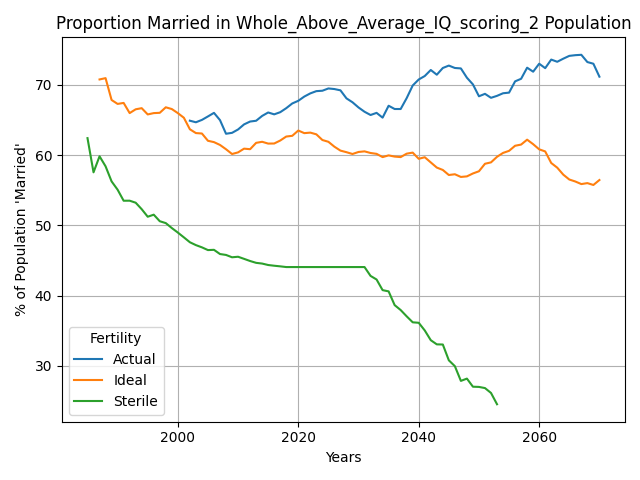 Proportion Married in Whole_Above_Average_IQ_scoring_2 Population
% of Population 'Married'
70
60
50
40
30
Fertility
Actual
Ideal
Sterile
2000
2020
2040
2060
Years